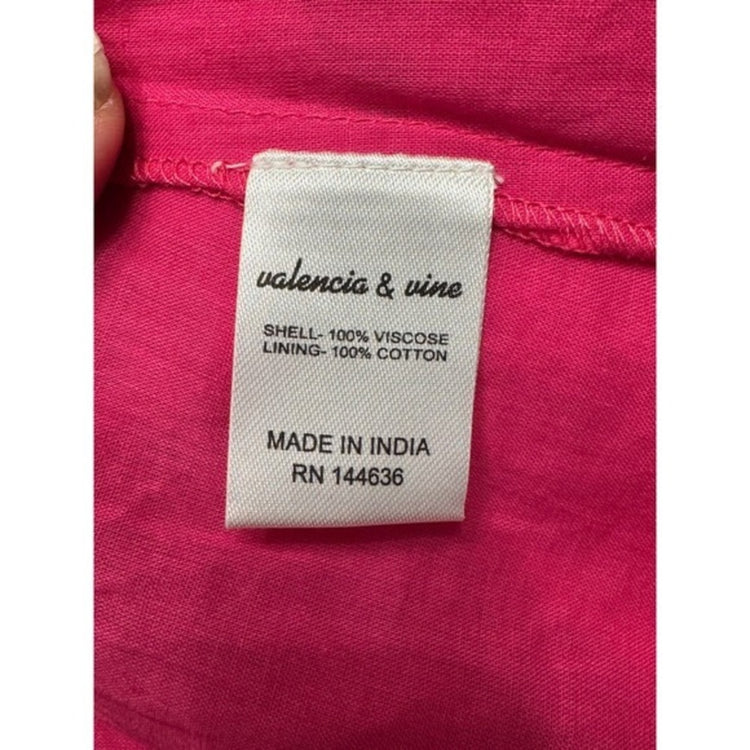 valencia & vine
SHELL- 100% VISCOSE
LINING- 100% COTTON
MADE IN INDIA
RN 144636